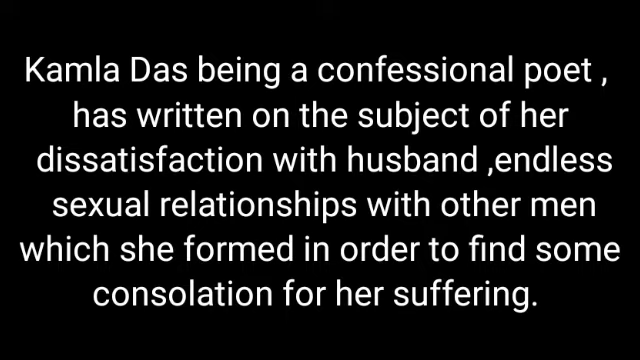 Kamla Das being a confessional poet ,
has written on the subject of her
dissatisfaction with husband ,endless
sexual relationships with other men
which she formed in order to find some
consolation for her suffering.